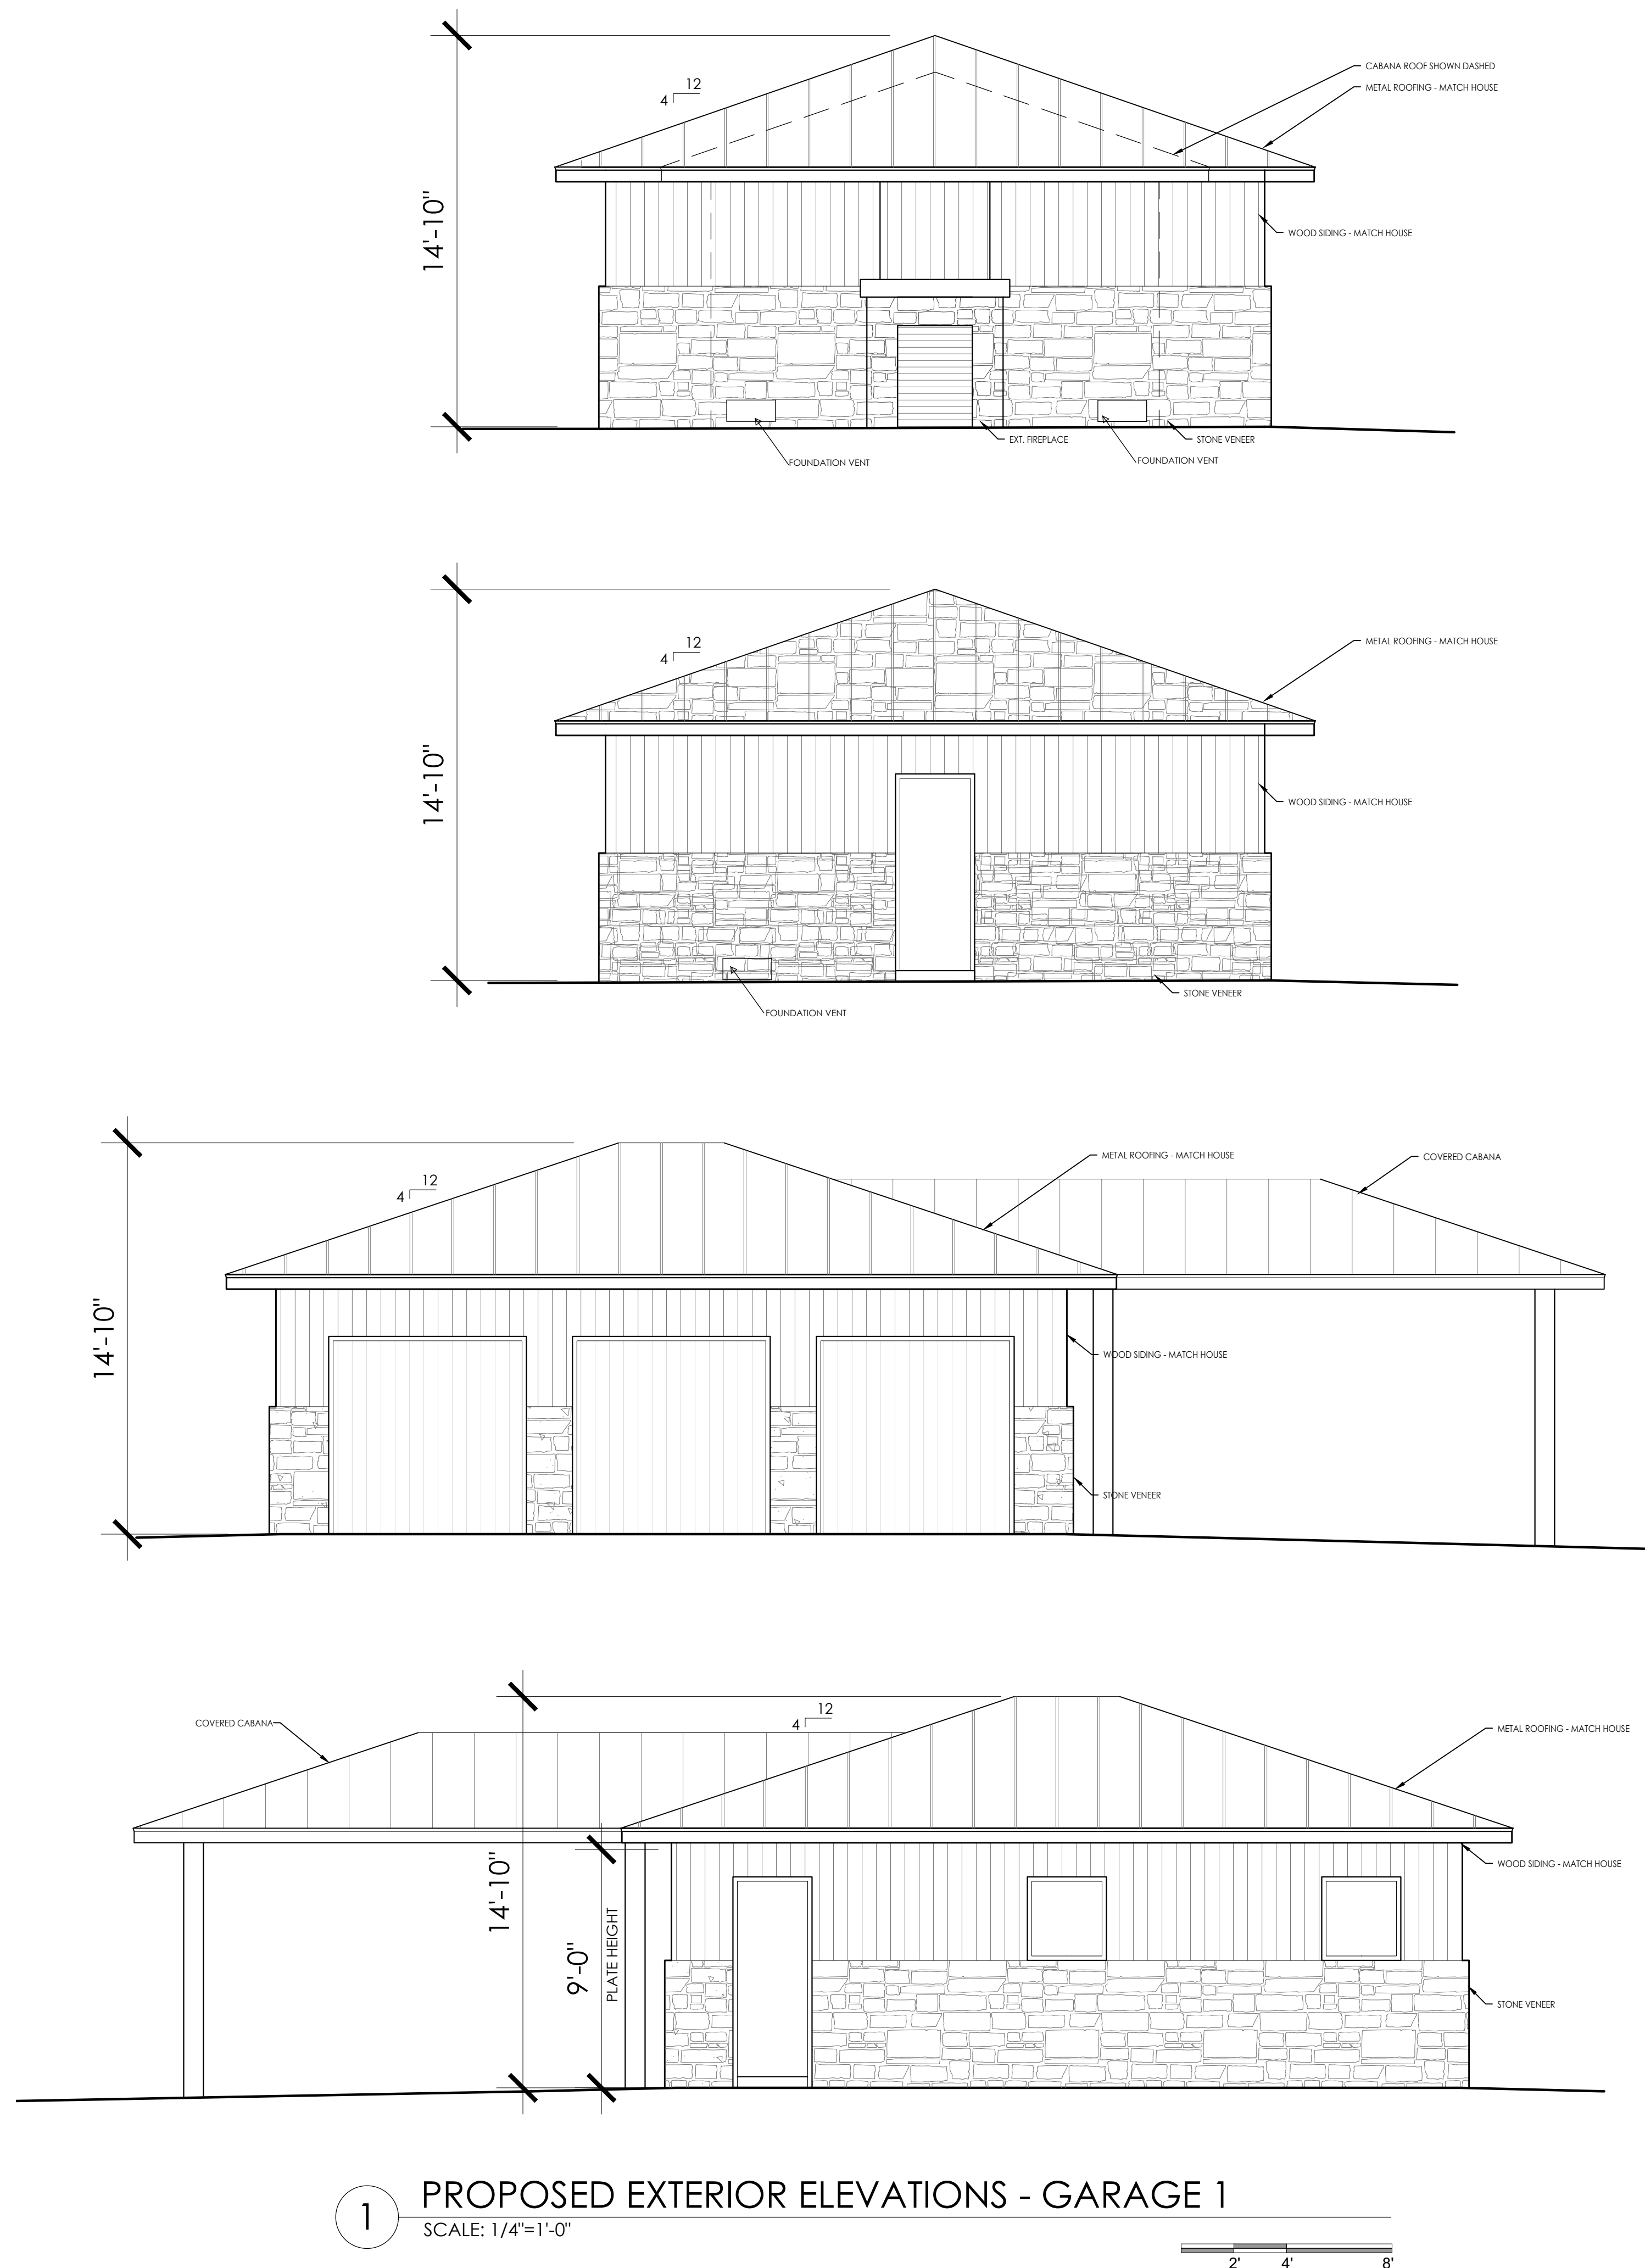 12
4
CABANA ROOF SHOWN DASHED
METAL ROOFING - MATCH HOUSE
14'-10"
WOOD SIDING - MATCH HOUSE
EXT. FIREPLACE
STONE VENEER
FOUNDATION VENT
FOUNDATION VENT
12
4
METAL ROOFING - MATCH HOUSE
14'-10"
WOOD SIDING - MATCH HOUSE
STONE VENEER
FOUNDATION VENT
METAL ROOFING - MATCH HOUSE
COVERED CABANA
12
4
14'-10"
WOOD SIDING - MATCH HOUSE
STONE VENEER
12
4
COVERED CABANA
METAL ROOFING - MATCH HOUSE
14'-10"
WOOD SIDING - MATCH HOUSE
9'-0"
PLATE HEIGHT
STONE VENEER
1
PROPOSED EXTERIOR ELEVATIONS - GARAGE 1
SCALE: 1/4"=1'-0"
2' 4' 8'